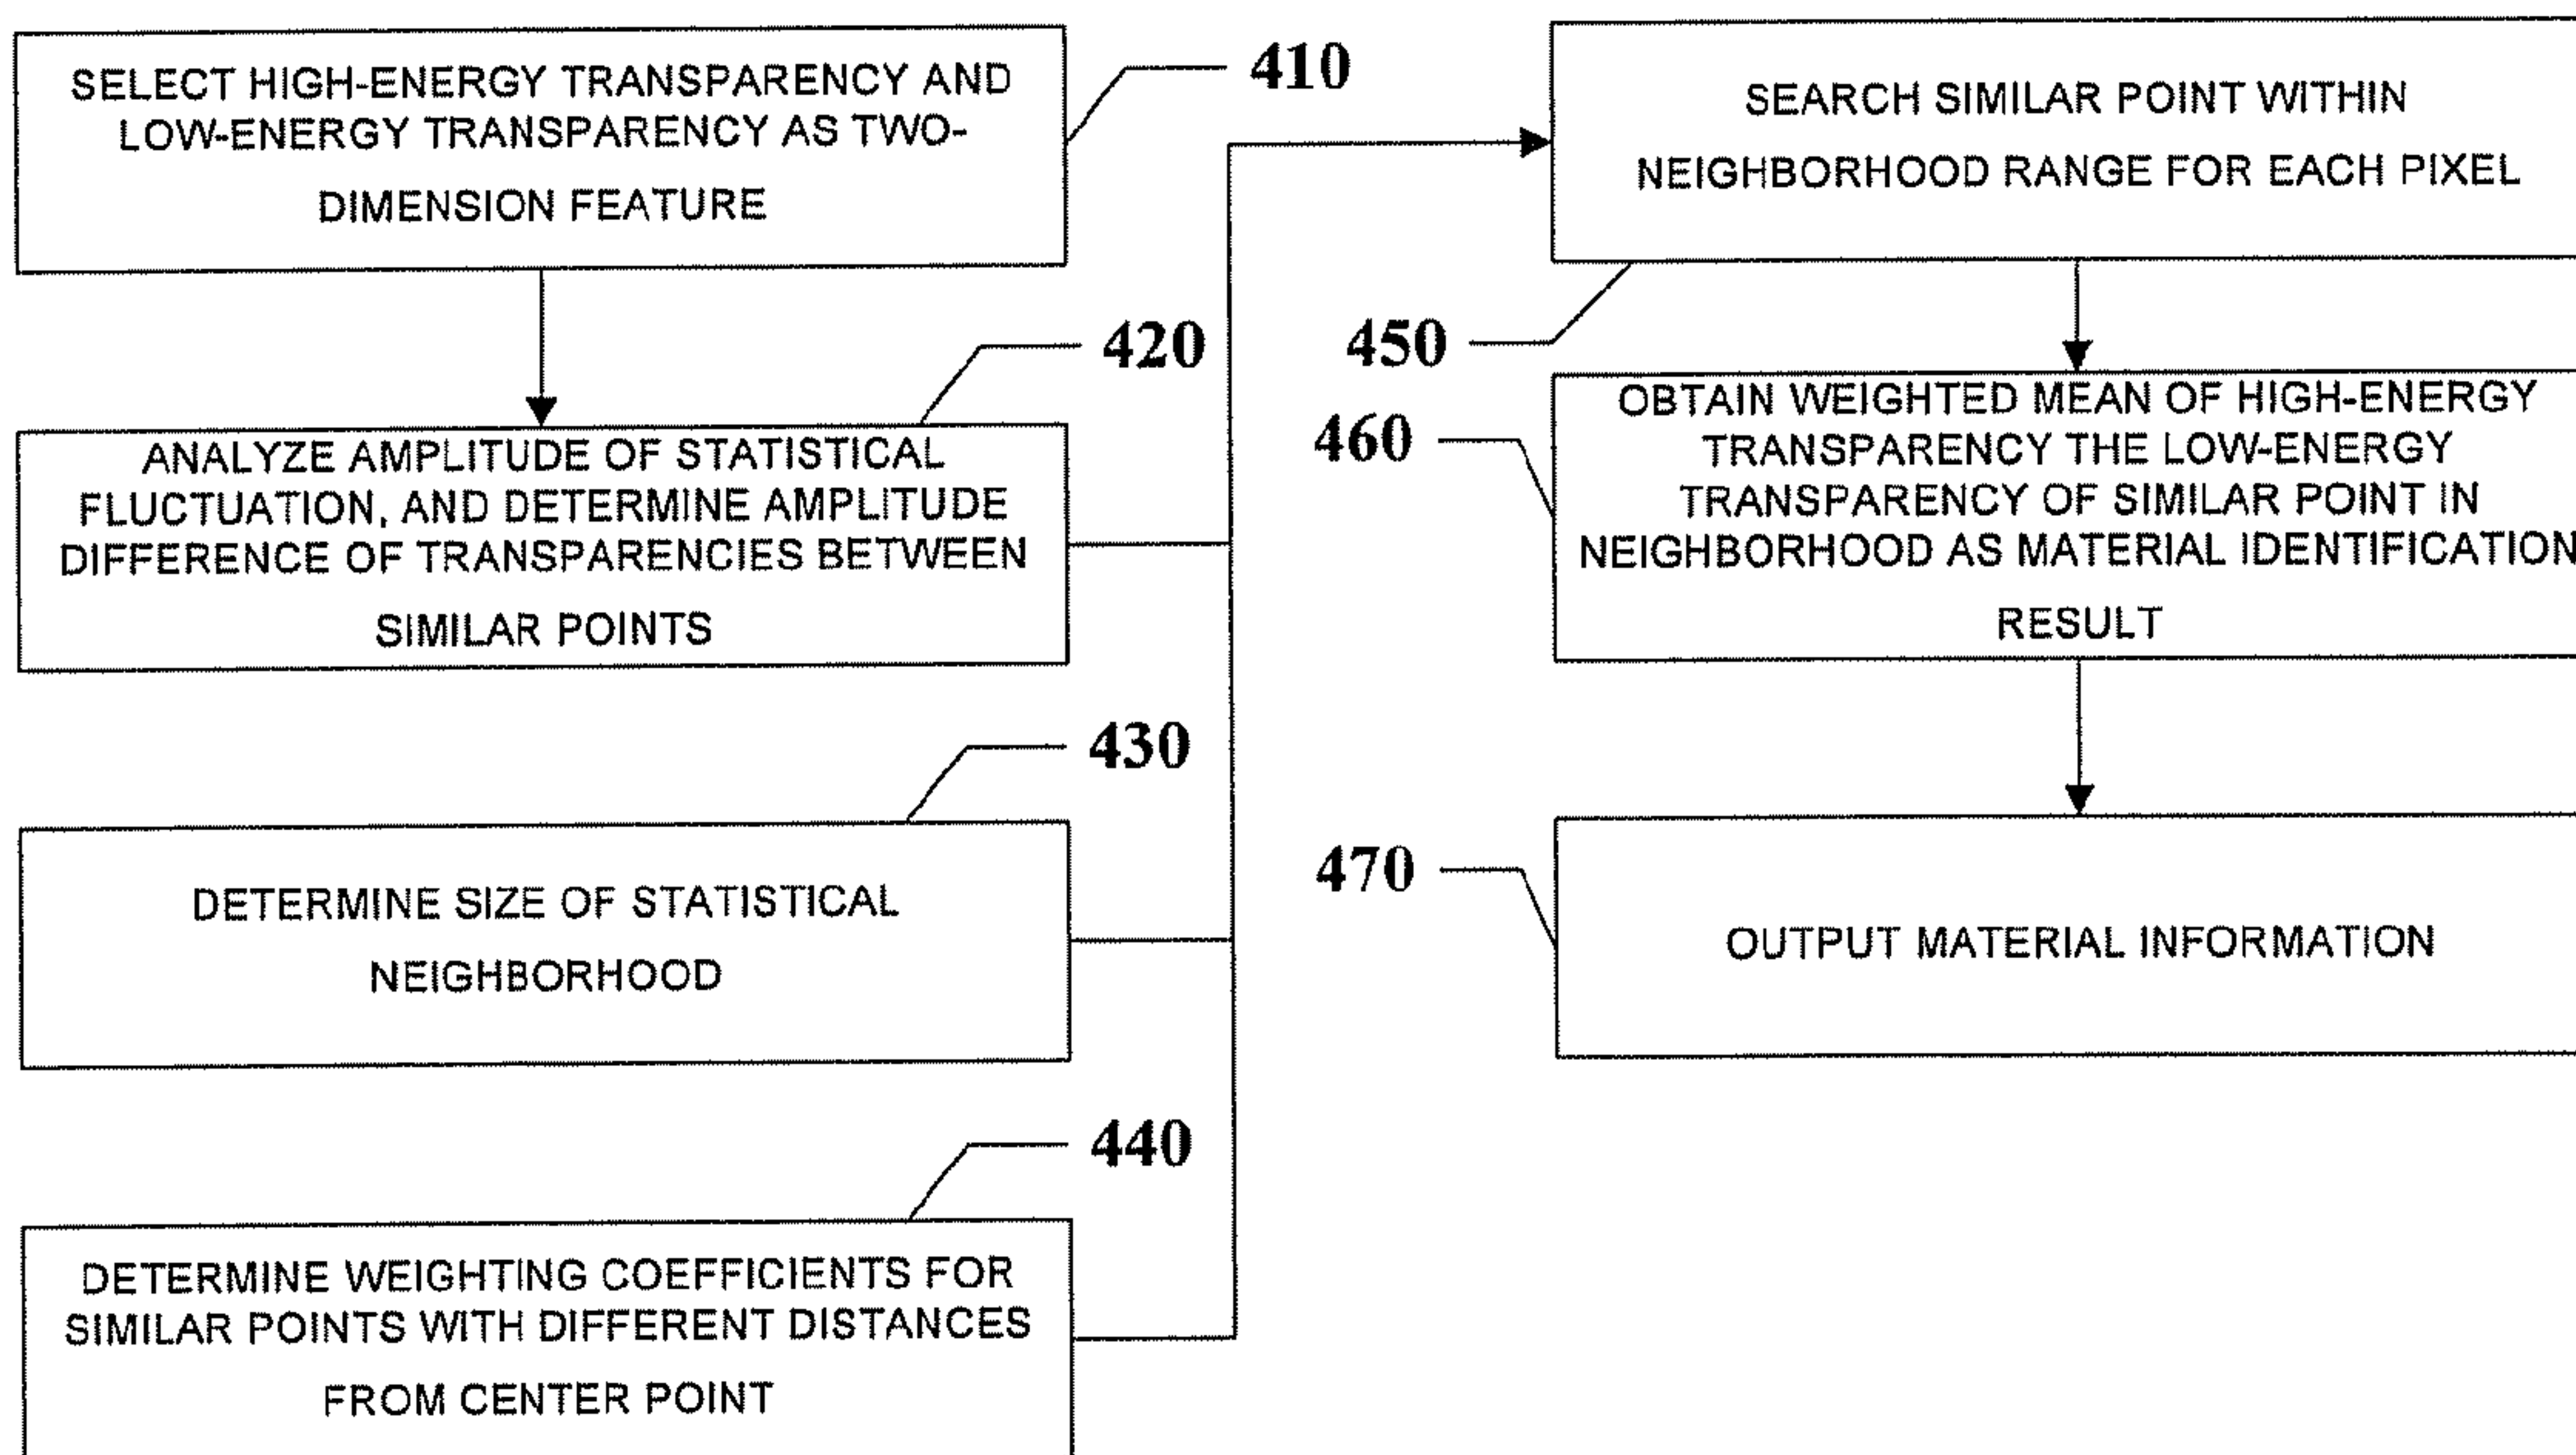 SELECT HIGH-ENERGY TRANSPARENCY AND
LOW-ENERGY TRANSPARENCY AS TWO-
DIMENSION FEATURE
410
420
ANALYZE AMPLITUDE OF STATISTICAL
FLUCTUATION, AND DETERMINE AMPLITUDE
DIFFERENCE OF TRANSPARENCIES BETWEEN
SIMILAR POINTS
430
DETERMINE SIZE OF STATISTICAL
NEIGHBORHOOD
440
DETERMINE WEIGHTING COEFFICIENTS FOR
SIMILAR POINTS WITH DIFFERENT DISTANCES
FROM CENTER POINT
SEARCH SIMILAR POINT WITHIN
NEIGHBORHOOD RANGE FOR EACH PIXEL
450
460
OBTAIN WEIGHTED MEAN OF HIGH-ENERGY
TRANSPARENCY THE LOW-ENERGY
TRANSPARENCY OF SIMILAR POINT IN
NEIGHBORHOOD AS MATERIAL IDENTIFICATION
RESULT
470
OUTPUT MATERIAL INFORMATION